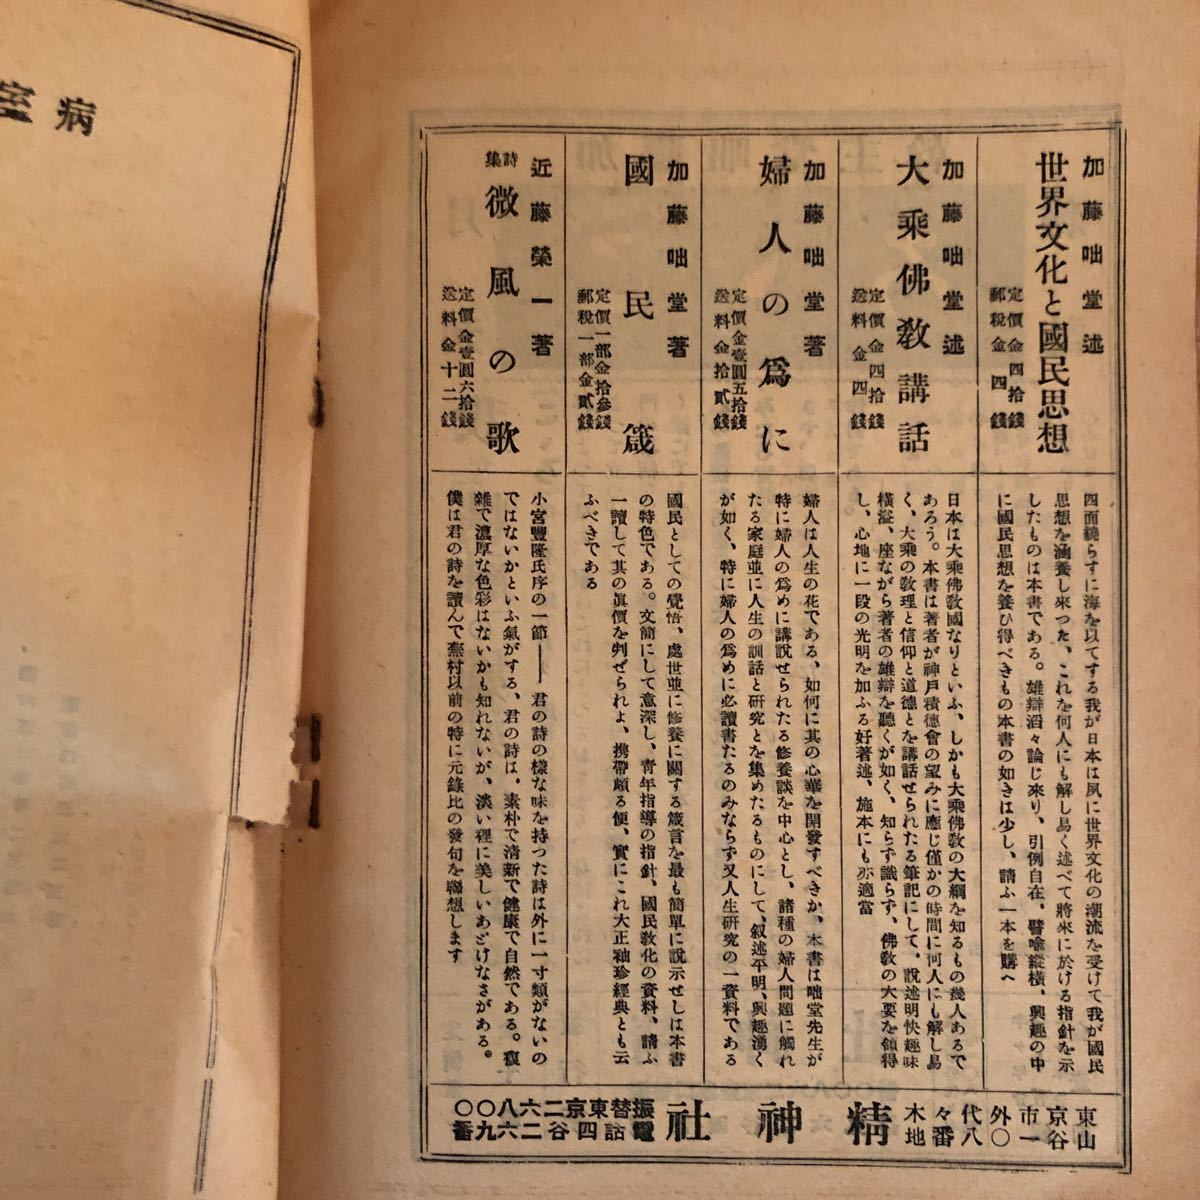 病室
加藤咄堂述
世界文化と國民思想
定價金四拾錢
郵税金四錢
四面繞らすに海を以てする我が日本は夙に世界文化の潮流を受けて我が國民
思想を涵養し來つた、これを何人にも解し易く述べて將來に於ける指針を示
したものは本書である。雄辯滔々論じ來り、引例自在、譬喩縱横、興趣の中
に國民思想を養ひ得べきもの本書の如きは少し、請ふ一本を購へ
加藤咄堂述
大乘佛敎講話
定價金四拾錢
送料金四錢
日本は大乘佛敎國なりといふ、しかも大乘佛敎の大綱を知るもの幾人あるで
あろう。本書は著者が神戸積德會の望みに應じ僅かの時間に何人にも解し易
く、大乘の敎理と信仰と道德とを講話せられたる筆記にして、說述明快趣味
橫溢、座ながら著者の雄辯を聽くが如く、知らず識らず、佛敎の大要を領得
し、心地に一段の光明を加ふる好著述、施本にも亦適當
加藤咄堂著
婦人の爲に
定價金壹圓五拾錢
送料金拾貳錢
婦人は人生の花である、如何に其の心華を開發すべきか、本書は咄堂先生が
特に婦人の爲めに講說せられたる修養談を中心とし、諸種の婦人問題に觸れ
たる家庭並に人生の訓話と研究とを集めたるものにして、叙述平明、興趣湧く
が如く、特に婦人の爲めに必讀書たるのみならず又人生研究の一資料である
加藤咄堂著
國民箴
定價一部金拾參錢
郵税一部金貳錢
國民としての覺悟、處世並に修養に關する箴言を最も簡單に說示せしは本書
の特色である。文簡にして意深し、靑年指導の指針、國民敎化の資料、請ふ
一讀して其の眞價を判ぜられよ、携帶頗る便、實にこれ大正袖珍經典とも云
ふべきである
近藤榮一著
詩集 微風の歌
定價金壹圓六拾錢
送料金十二錢
小宮豐隆氏序の一節――君の詩の樣な味を持つた詩は外に一寸類がないの
ではないかといふ氣がする、君の詩は、素朴で淸新で健康で自然である。複
雜で濃厚な色彩はないかも知れないが、淡い裡に美しいあどけなさがある。
僕は君の詩を讀んで蕪村以前の特に元錄比の發句を聯想します
東京市外代々木
山谷一〇八番地
精神社
振替東京二六八〇〇
電話四谷二六九〇番